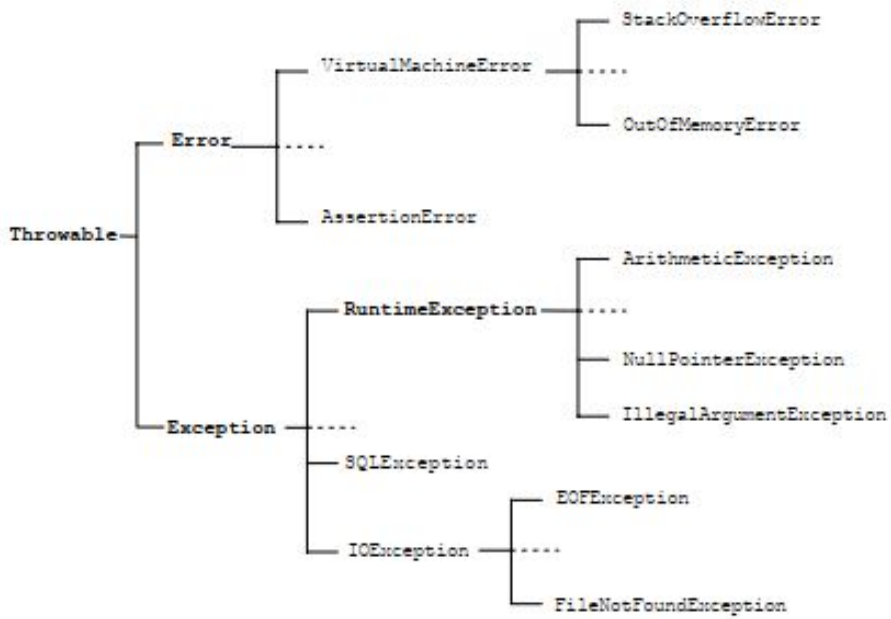 StackOverflowError
VirtualMachineError
OutOfMemoryError
Error
AssertionError
Throwable
ArithmeticException
RuntimeException
NullPointerException
IllegalArgumentException
Exception
SQLException
EOFException
IOException
FileNotFoundException